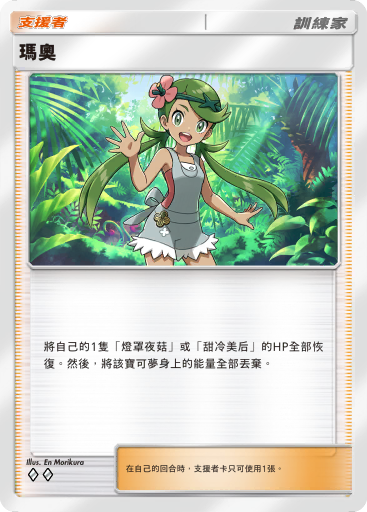 支援者
訓練家
瑪奧
將自己的1隻「燈罩夜菇」或「甜冷美后」的HP全部恢
復。然後,將該寶可夢身上的能量全部丟棄。
Illus. En Morikura
在自己的回合時,支援者卡只可使用1張。